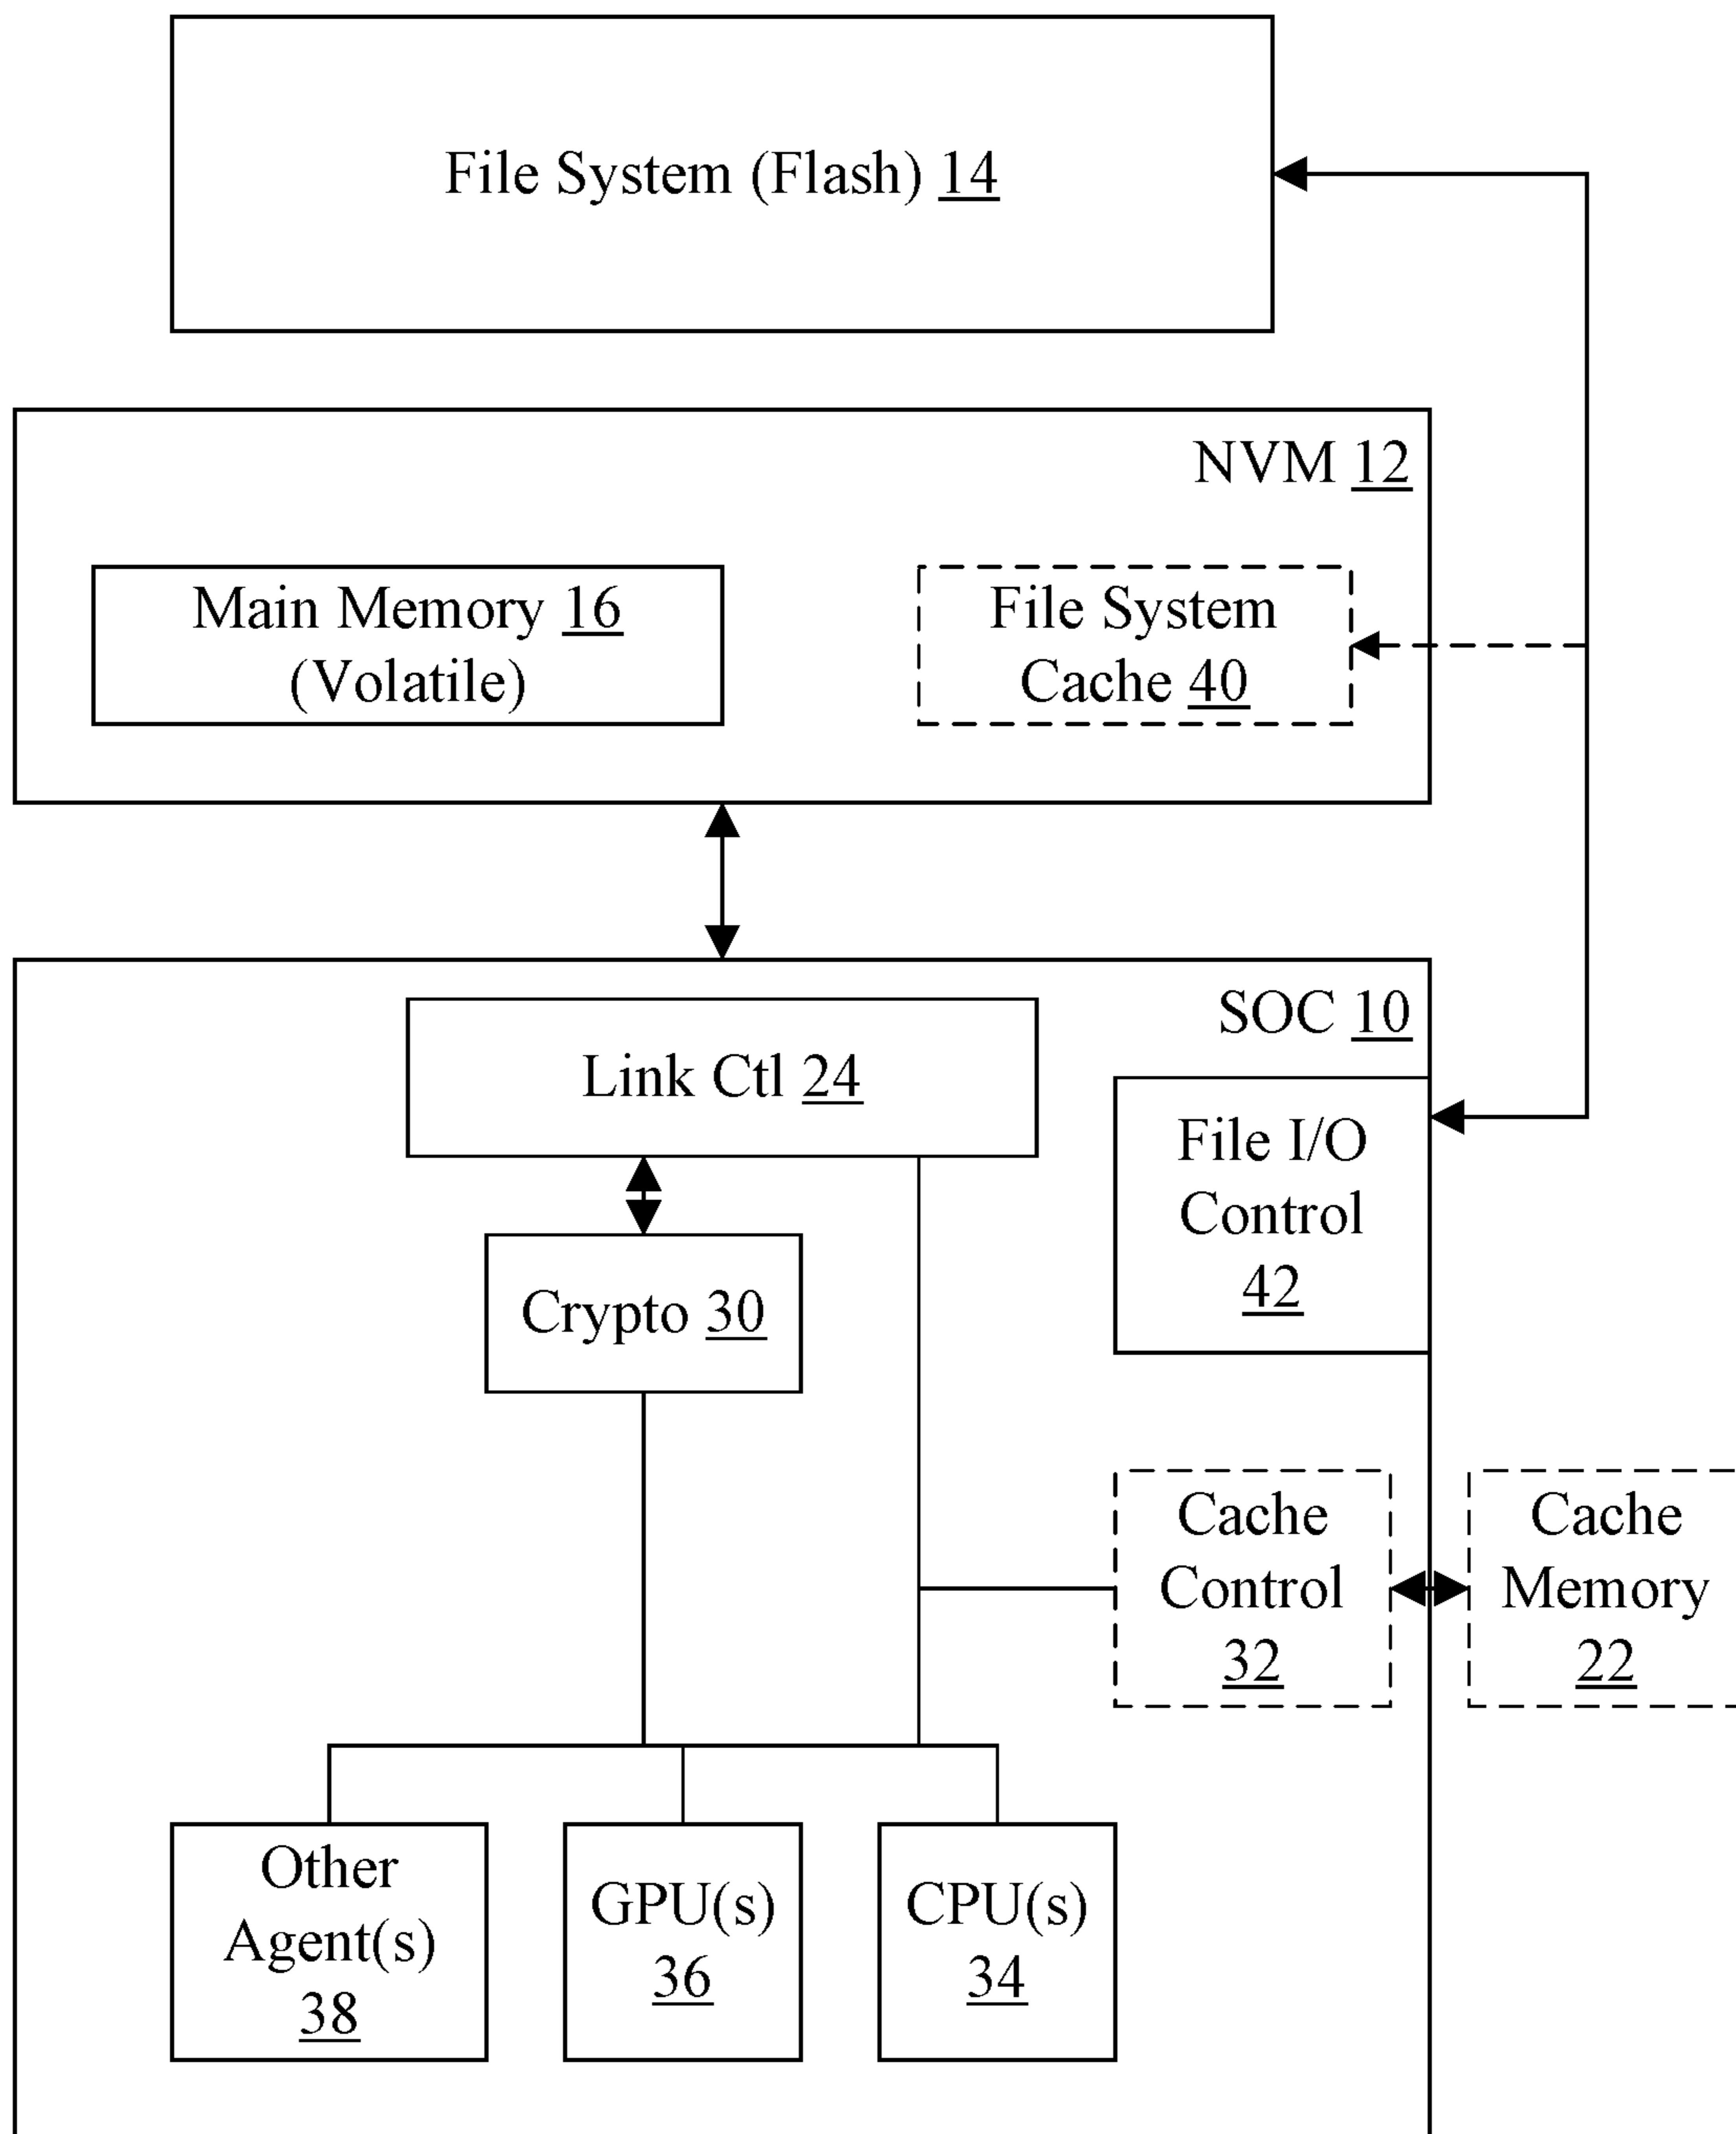 File System (Flash) 14
NVM 12
Main Memory 16
(Volatile)
File System
Cache 40
SOC 10
Link Ctl 24
File I/O
Control
42
Crypto 30
Cache
Control
32
Cache
Memory
22
Other
Agent(s)
38
GPU(s)
36
CPU(s)
34